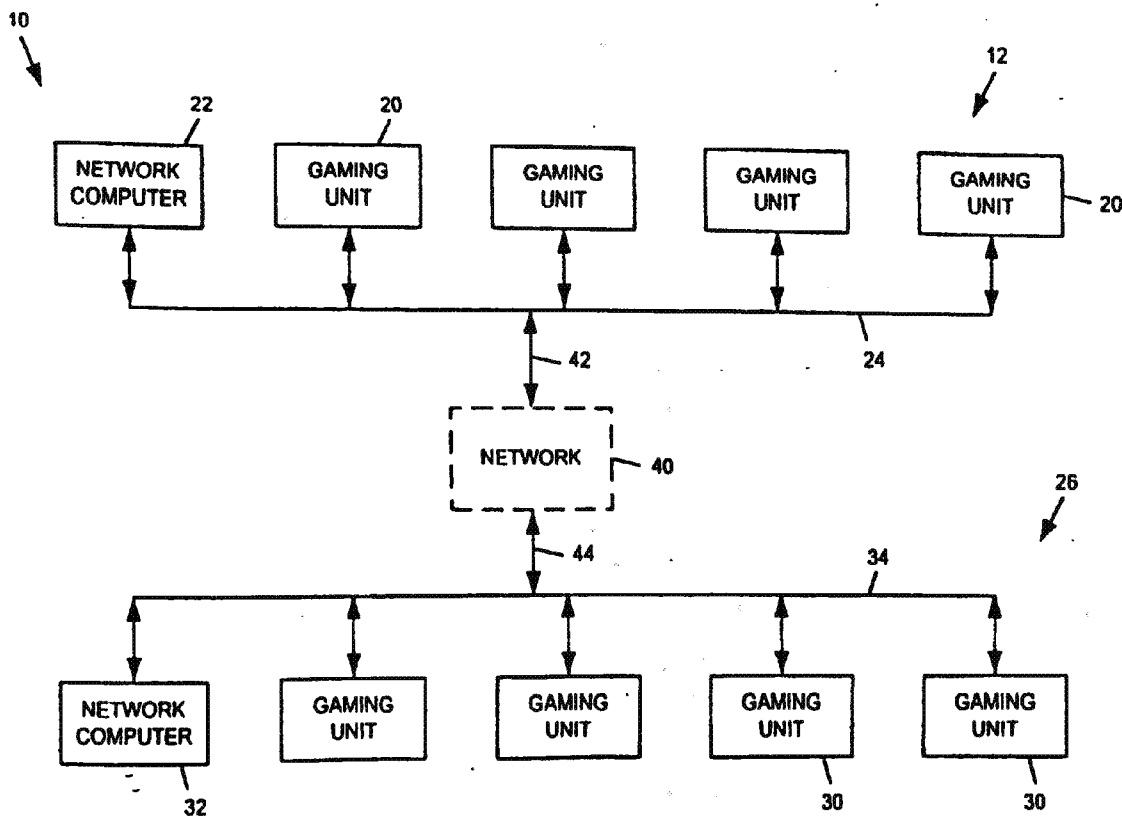 10
12
22
20
NETWORK
COMPUTER
GAMING
UNIT
GAMING
UNIT
GAMING
UNIT
GAMING
UNIT
20
42
24
NETWORK
40
26
44
34
NETWORK
COMPUTER
GAMING
UNIT
GAMING
UNIT
GAMING
UNIT
GAMING
UNIT
32
30
30